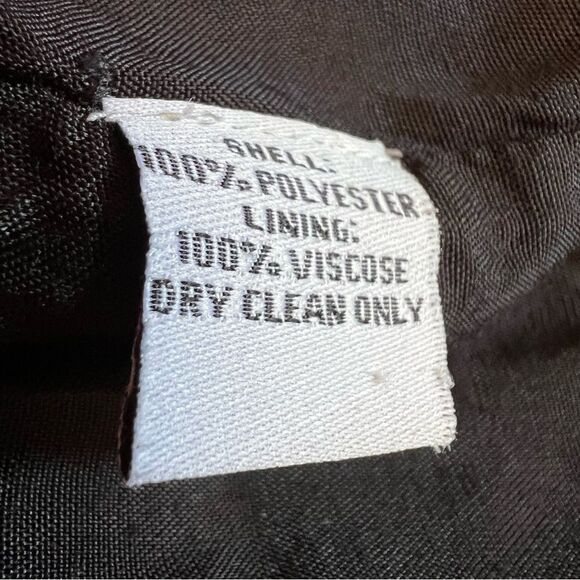 SHELL:
100% POLYESTER
LINING:
100% VISCOSE
DRY CLEAN ONLY